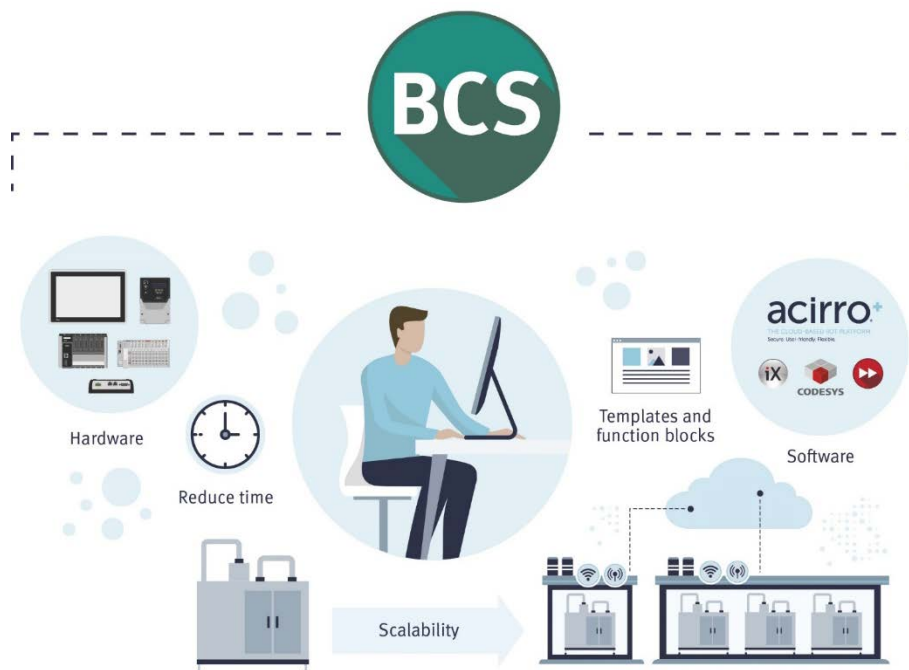 BCS
acirro+
THE CLOUD-BASED IOT PLATFORM
Secure. User-friendly. Flexible.
iX
CODESYS
Hardware
Templates and
function blocks
Software
Reduce time
Scalability